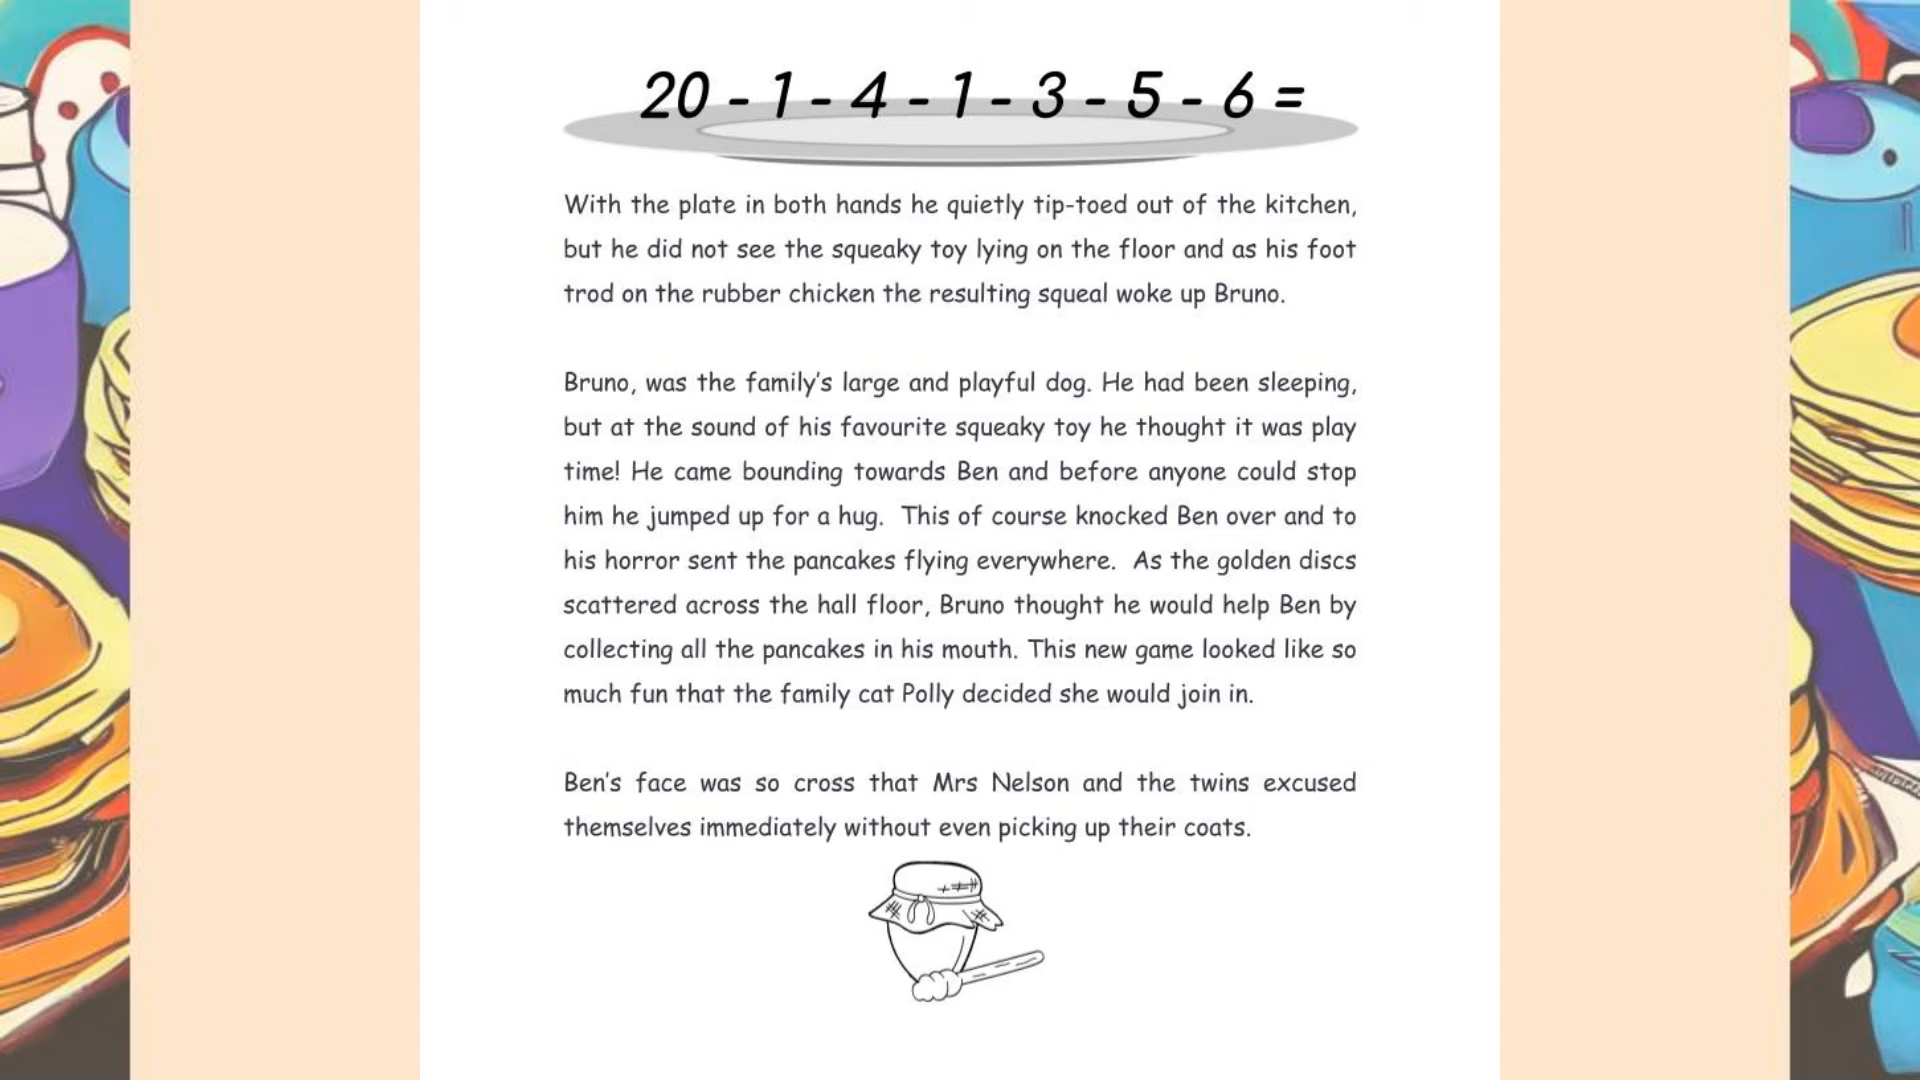 20 - 1 - 4 - 1 - 3 - 5 - 6 =
With the plate in both hands he quietly tip-toed out of the kitchen,
but he did not see the squeaky toy lying on the floor and as his foot
trod on the rubber chicken the resulting squeal woke up Bruno.
Bruno, was the family's large and playful dog. He had been sleeping,
but at the sound of his favourite squeaky toy he thought it was play
time! He came bounding towards Ben and before anyone could stop
him he jumped up for a hug.  This of course knocked Ben over and to
his horror sent the pancakes flying everywhere.  As the golden discs
scattered across the hall floor, Bruno thought he would help Ben by
collecting all the pancakes in his mouth. This new game looked like so
much fun that the family cat Polly decided she would join in.
Ben's face was so cross that Mrs Nelson and the twins excused
themselves immediately without even picking up their coats.